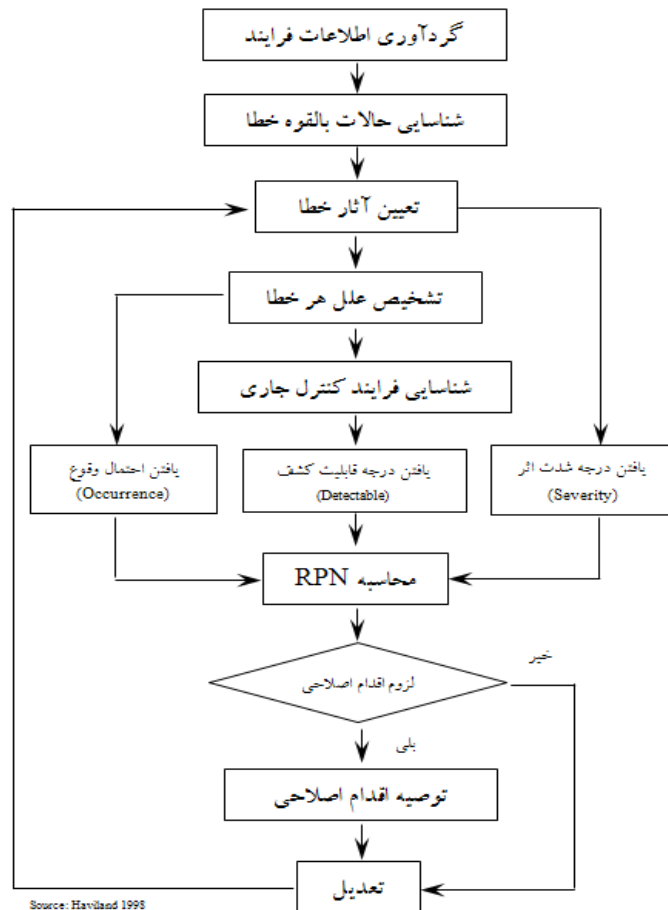 گردآوری اطلاعات فرایند
شناسایی حالات بالقوه خطا
تعیین آثار خطا
تشخیص علل هر خطا
شناسایی فرایند کنترل جاری
یافتن درجه شدت اثر
(Severity)
یافتن درجه قابلیت کشف
(Detectable)
یافتن احتمال وقوع
(Occurrence)
محاسبه RPN
لزوم اقدام اصلاحی
خیر
بلی
توصیه اقدام اصلاحی
تعدیل
Source: Haviland 1998